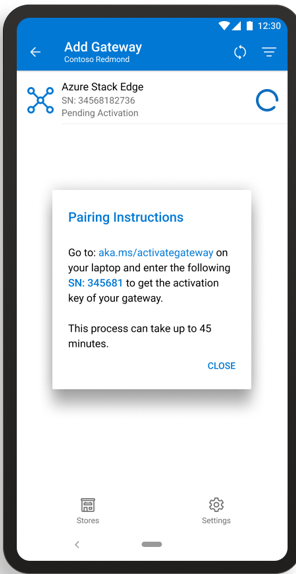 12:30
Add Gateway
Contoso Redmond
Azure Stack Edge
SN: 34568182736
Pending Activation
Pairing Instructions
Go to: aka.ms/activategateway on
your laptop and enter the following
SN: 345681 to get the activation
key of your gateway.
This process can take up to 45
minutes.
CLOSE
Stores
Settings